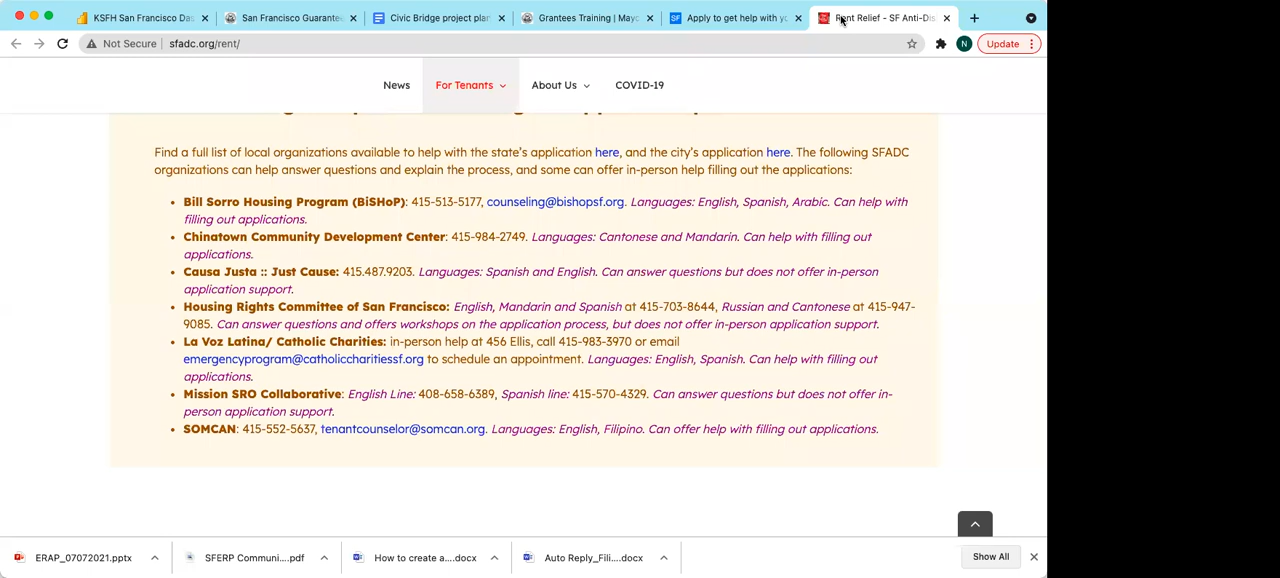 KSFH San Francisco Das
San Francisco Guarantee
Civic Bridge project plan
Grantees Training | Mayo
Apply to get help with yo
Rent Relief - SF Anti-Dis
Not Secure | sfadc.org/rent/
N
Update
News
For Tenants
About Us
COVID-19
Find a full list of local organizations available to help with the state's application here, and the city's application here. The following SFADC
organizations can help answer questions and explain the process, and some can offer in-person help filling out the applications:
• Bill Sorro Housing Program (BiSHoP): 415-513-5177, counseling@bishopsf.org. Languages: English, Spanish, Arabic. Can help with
filling out applications.
• Chinatown Community Development Center: 415-984-2749. Languages: Cantonese and Mandarin. Can help with filling out
applications.
• Causa Justa :: Just Cause: 415.487.9203. Languages: Spanish and English. Can answer questions but does not offer in-person
application support.
• Housing Rights Committee of San Francisco: English, Mandarin and Spanish at 415-703-8644, Russian and Cantonese at 415-947-
9085. Can answer questions and offers workshops on the application process, but does not offer in-person application support.
• La Voz Latina/ Catholic Charities: in-person help at 456 Ellis, call 415-983-3970 or email
emergencyprogram@catholiccharitiessf.org to schedule an appointment. Languages: English, Spanish. Can help with filling out
applications.
• Mission SRO Collaborative: English Line: 408-658-6389, Spanish line: 415-570-4329. Can answer questions but does not offer in-
person application support.
• SOMCAN: 415-552-5637, tenantcounselor@somcan.org. Languages: English, Filipino. Can offer help with filling out applications.
ERAP_07072021.pptx
SFERP Communi....pdf
How to create a....docx
Auto Reply_Fili....docx
Show All